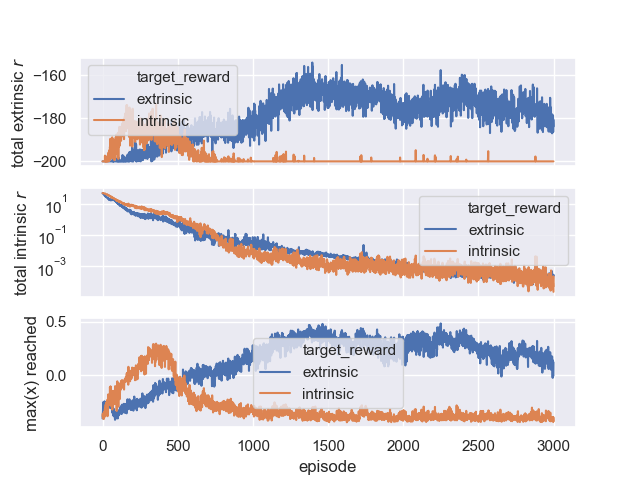 total extrinsic r
−160
−180
−200
target_reward
extrinsic
intrinsic
total intrinsic r
10^1
10^−1
10^−3
target_reward
extrinsic
intrinsic
max(x) reached
0.5
0.0
target_reward
extrinsic
intrinsic
0 500 1000 1500 2000 2500 3000
episode